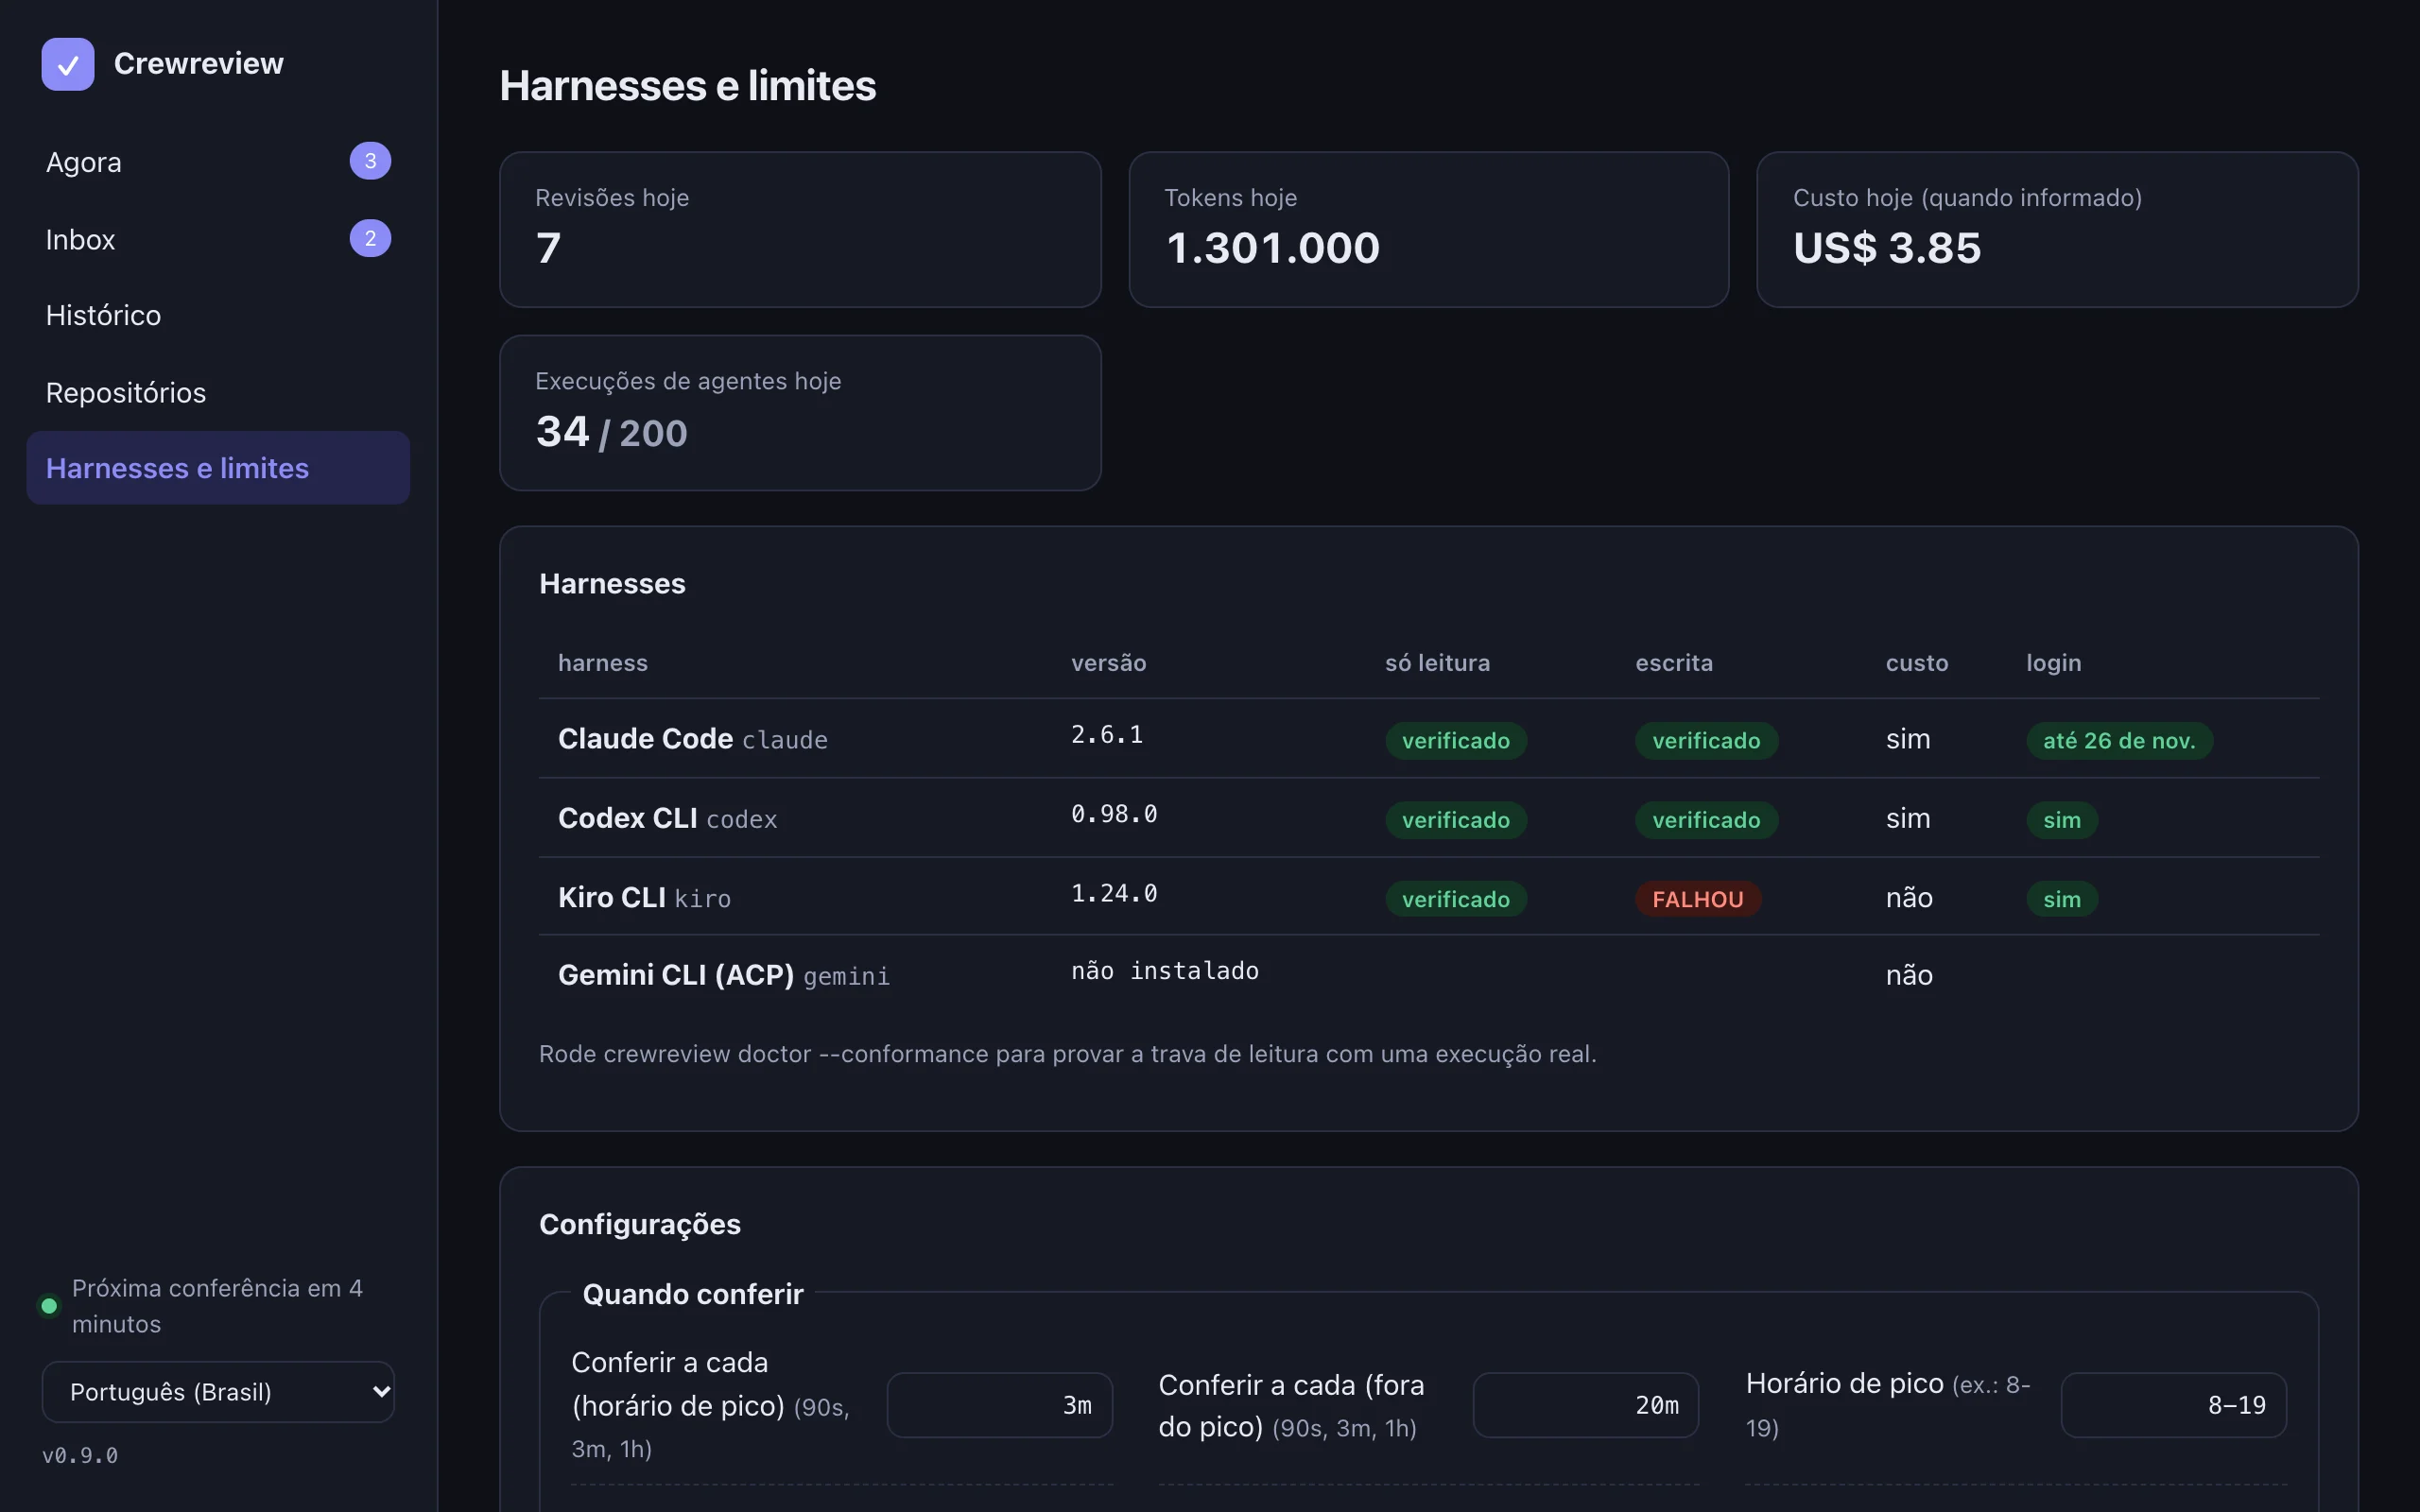 Crewreview
Agora 3
Inbox 2
Histórico
Repositórios
Harnesses e limites
Próxima conferência em 4
minutos
Português (Brasil)
v0.9.0
Harnesses e limites
Revisões hoje
7
Tokens hoje
1.301.000
Custo hoje (quando informado)
US$ 3.85
Execuções de agentes hoje
34 / 200
Harnesses
harness versão só leitura escrita custo login
Claude Code claude 2.6.1 verificado verificado sim até 26 de nov.
Codex CLI codex 0.98.0 verificado verificado sim sim
Kiro CLI kiro 1.24.0 verificado FALHOU não sim
Gemini CLI (ACP) gemini não instalado não
Rode crewreview doctor --conformance para provar a trava de leitura com uma execução real.
Configurações
Quando conferir
Conferir a cada
(horário de pico) (90s,
3m, 1h)
3m
Conferir a cada (fora
do pico) (90s, 3m, 1h)
20m
Horário de pico (ex.: 8-
19)
8–19